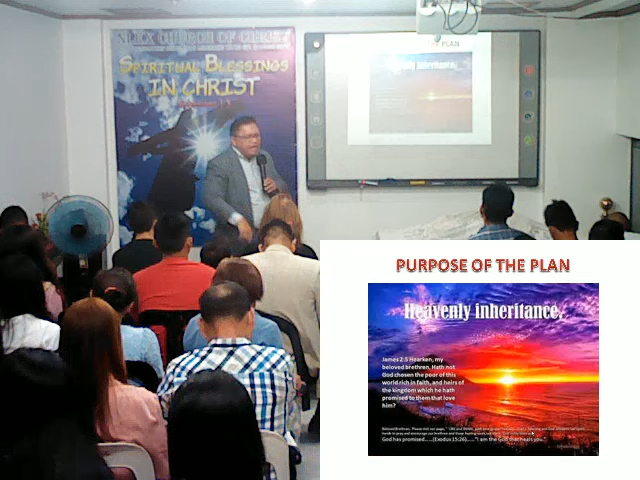 CHURCH OF CHRIST
SPIRITUAL BLESSINGS
IN CHRIST
THE PLAN
Heavenly inheritance
PURPOSE OF THE PLAN
Heavenly inheritance,
James 2:5 Hearken, my
beloved brethren, Hath not
God chosen the poor of this
world rich in faith, and heirs of
the kingdom which he hath
promised to them that love
him?
God has promised.....(Exodus 15:26)......"I am the God that heals you."